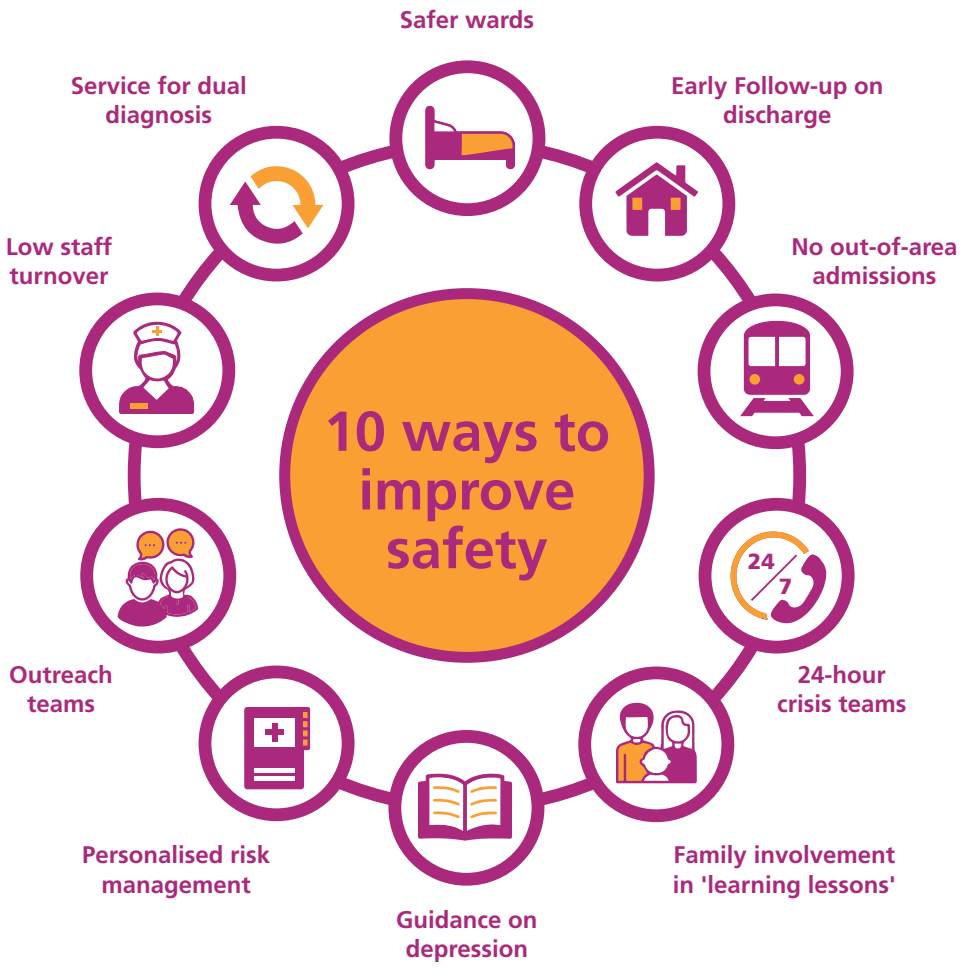 Safer wards
Early Follow-up on
discharge
No out-of-area
admissions
24
7
24-hour
crisis teams
Family involvement
in 'learning lessons'
Guidance on
depression
Personalised risk
management
Outreach
teams
Low staff
turnover
Service for dual
diagnosis
10 ways to
improve
safety